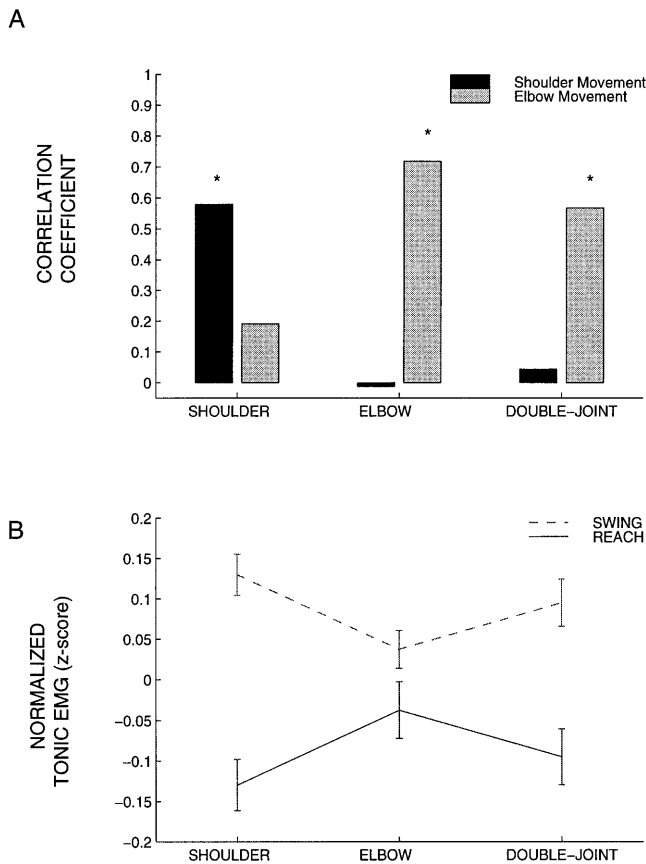 A
Shoulder Movement
Elbow Movement
CORRELATION
COEFFICIENT
1
0.9
0.8
0.7
0.6
0.5
0.4
0.3
0.2
0.1
0
*
*
*
SHOULDER
ELBOW
DOUBLE-JOINT
B
SWING
REACH
NORMALIZED
TONIC EMG (z-score)
0.2
0.15
0.1
0.05
0
-0.05
-0.1
-0.15
-0.2
SHOULDER
ELBOW
DOUBLE-JOINT